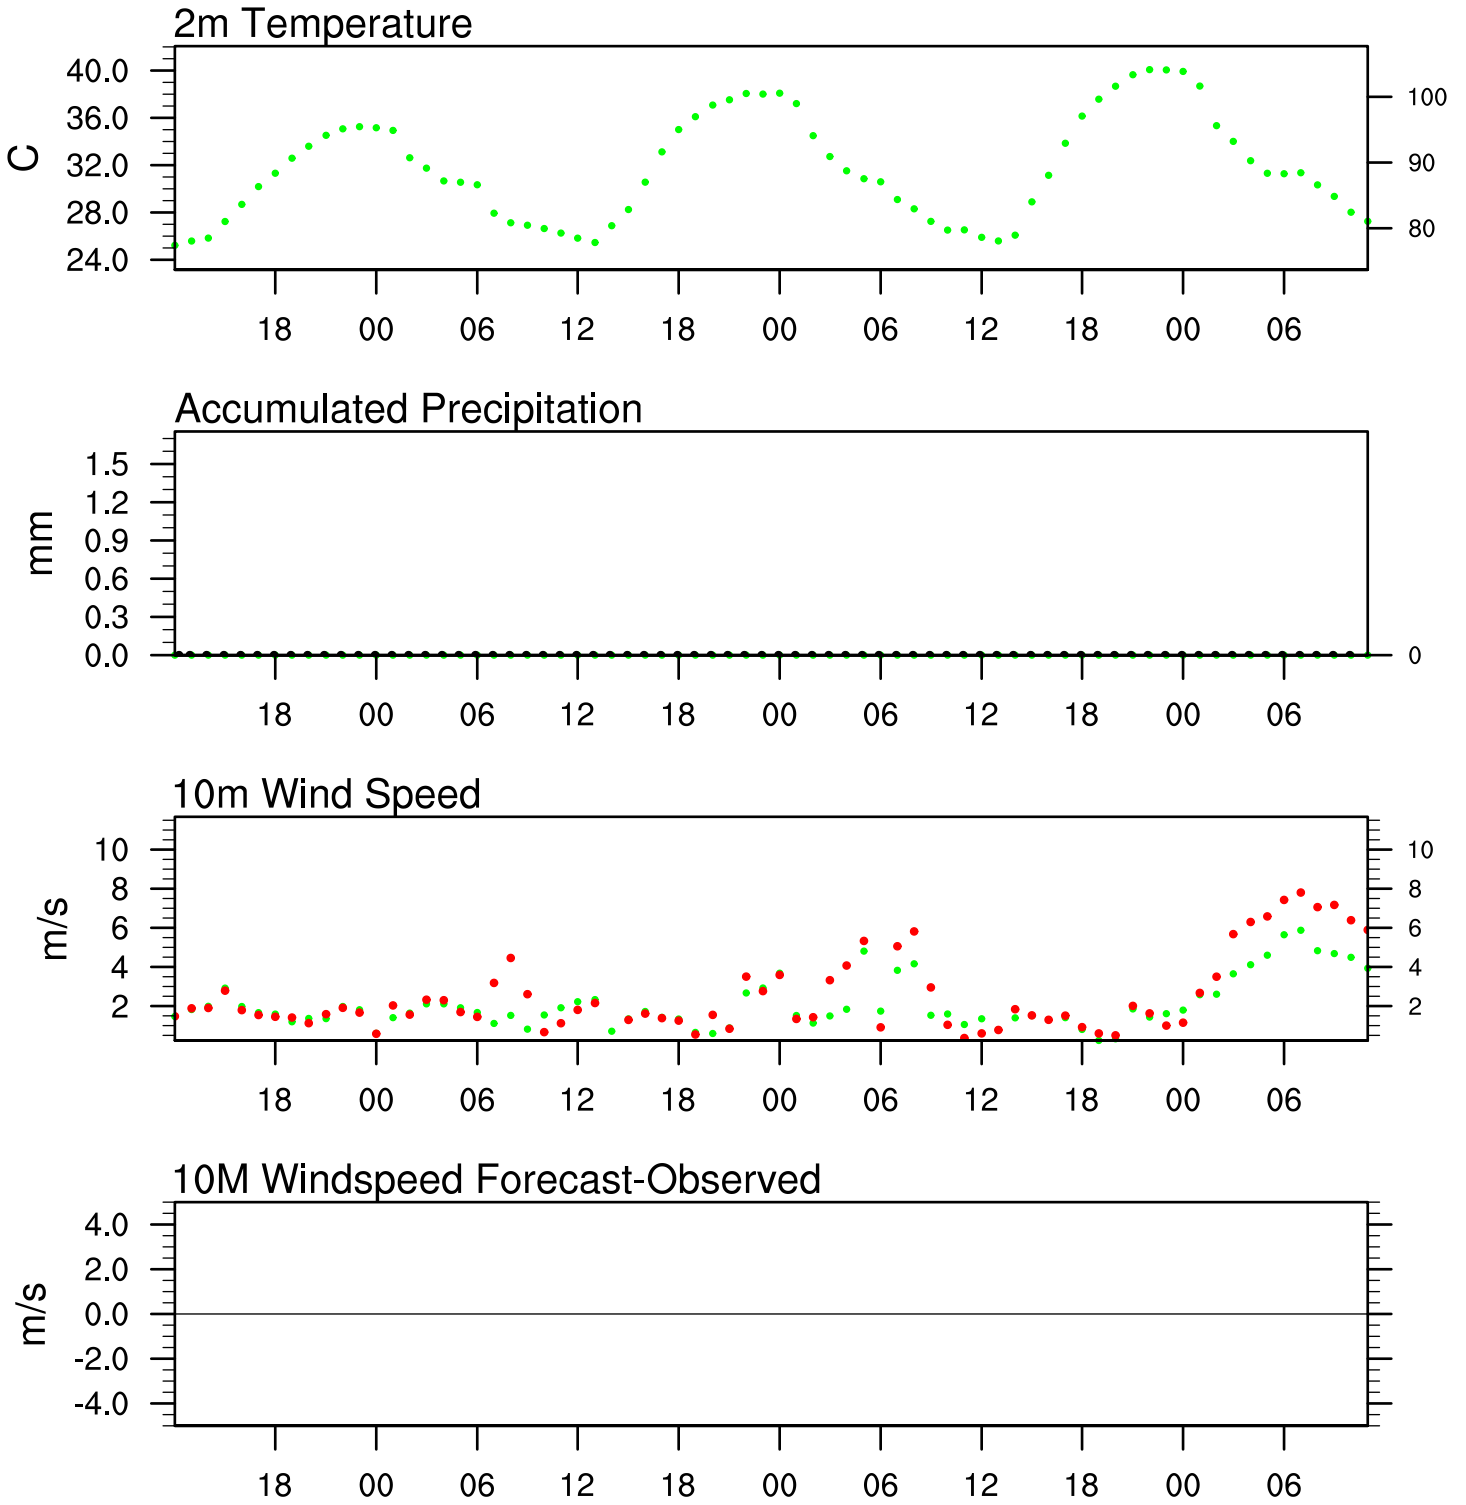 2m Temperature
40.0
36.0
32.0
28.0
24.0
C
100
90
80
18 00 06 12 18 00 06 12 18 00 06
Accumulated Precipitation
1.5
1.2
0.9
0.6
0.3
0.0
mm
0
18 00 06 12 18 00 06 12 18 00 06
10m Wind Speed
10
8
6
4
2
m/s
10
8
6
4
2
18 00 06 12 18 00 06 12 18 00 06
10M Windspeed Forecast-Observed
4.0
2.0
0.0
-2.0
-4.0
m/s
18 00 06 12 18 00 06 12 18 00 06